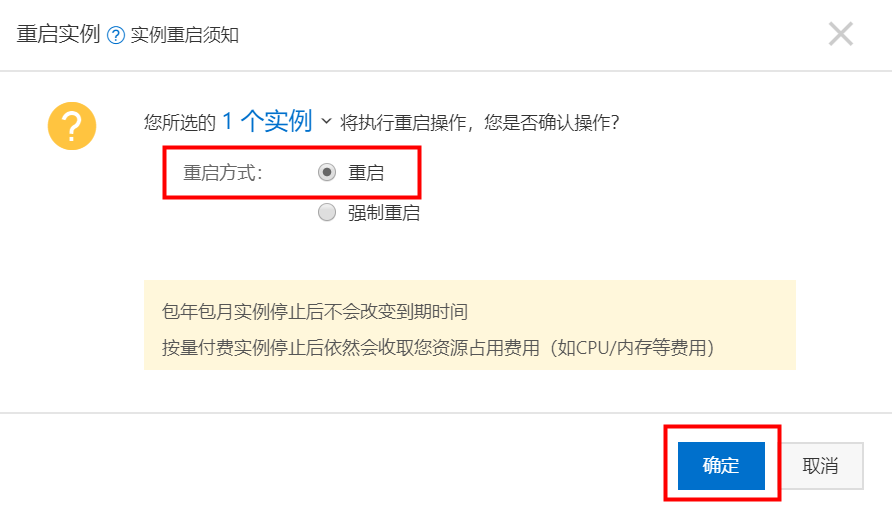 重启实例 ? 实例重启须知
您所选的 1 个实例 将执行重启操作，您是否确认操作？
重启方式： 重启
强制重启
包年包月实例停止后不会改变到期时间
按量付费实例停止后依然会收取您资源占用费用（如CPU/内存等费用）
确定 取消